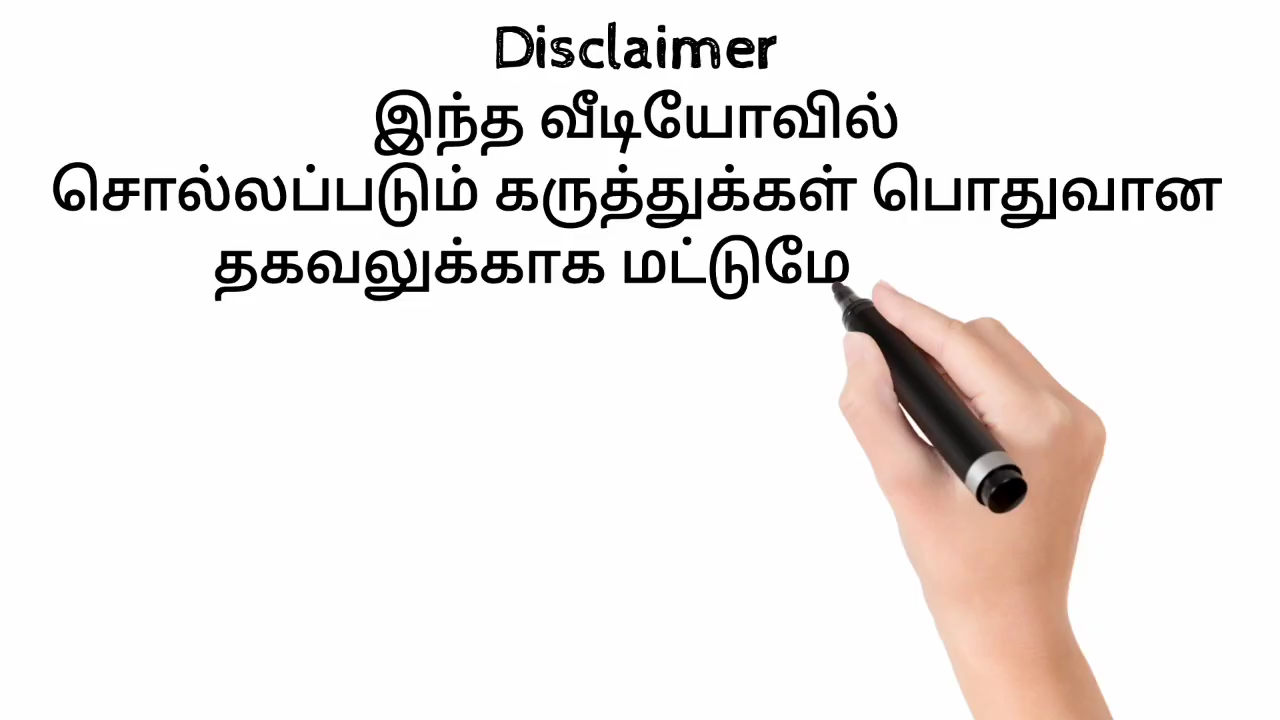 Disclaimer
இந்த வீடியோவில்
சொல்லப்படும் கருத்துக்கள் பொதுவான
தகவலுக்காக மட்டுமே